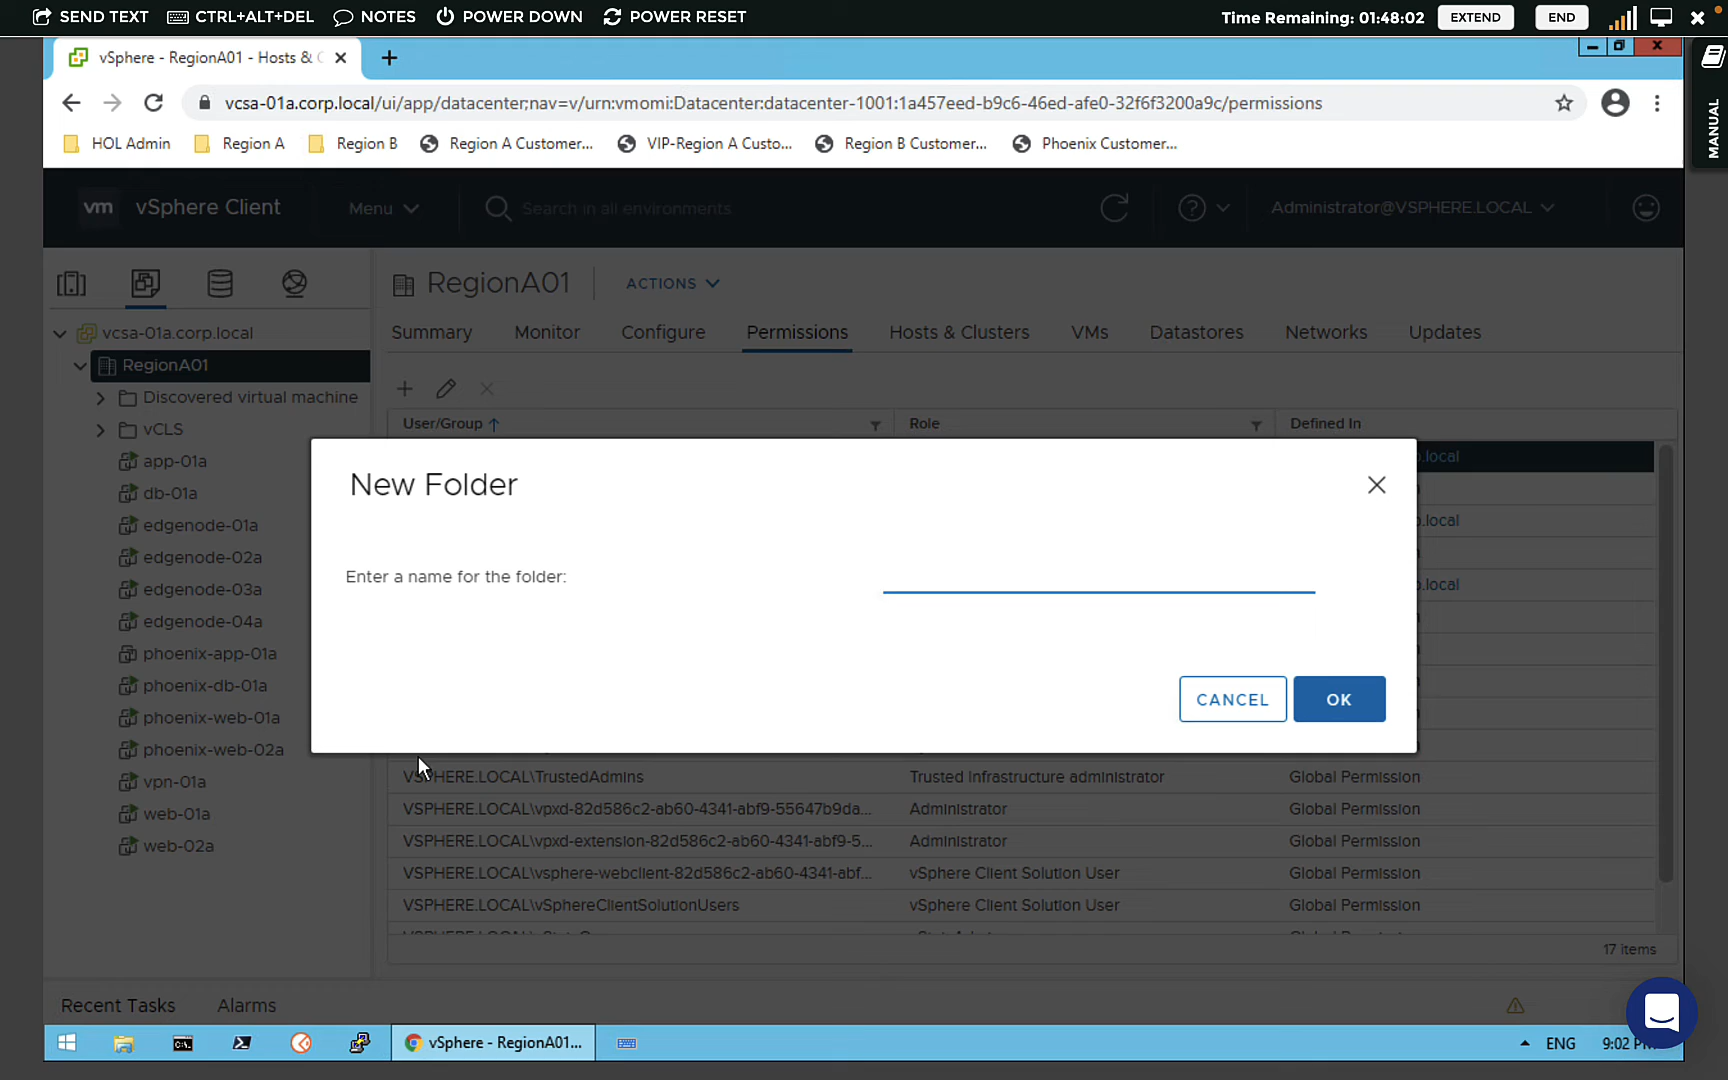 SEND TEXT CTRL+ALT+DEL NOTES POWER DOWN POWER RESET Time Remaining: 01:48:02 EXTEND END
vSphere - RegionA01 - Hosts &
vcsa-01a.corp.local/ui/app/datacenter;nav=v/urn:vmomi:Datacenter:datacenter-1001:1a457eed-b9c6-46ed-afe0-32f6f3200a9c/permissions
MANUAL
HOL Admin Region A Region B Region A Customer... VIP-Region A Custo... Region B Customer... Phoenix Customer...
vm vSphere Client Menu Search in all environments Administrator@VSPHERE.LOCAL
RegionA01 ACTIONS
vcsa-01a.corp.local
Summary Monitor Configure Permissions Hosts & Clusters VMs Datastores Networks Updates
RegionA01
Discovered virtual machine
vCLS
app-01a
db-01a
edgenode-01a
edgenode-02a
edgenode-03a
edgenode-04a
phoenix-app-01a
phoenix-db-01a
phoenix-web-01a
phoenix-web-02a
vpn-01a
web-01a
web-02a
User/Group Role Defined In
.local
.local
.local
New Folder
Enter a name for the folder:
CANCEL OK
VSPHERE.LOCAL\TrustedAdmins Trusted Infrastructure administrator Global Permission
VSPHERE.LOCAL\vpxd-82d586c2-ab60-4341-abf9-55647b9da... Administrator Global Permission
VSPHERE.LOCAL\vpxd-extension-82d586c2-ab60-4341-abf9-5... Administrator Global Permission
VSPHERE.LOCAL\vsphere-webclient-82d586c2-ab60-4341-abf... vSphere Client Solution User Global Permission
VSPHERE.LOCAL\vSphereClientSolutionUsers vSphere Client Solution User Global Permission
17 items
Recent Tasks Alarms
vSphere - RegionA01... ENG 9:02